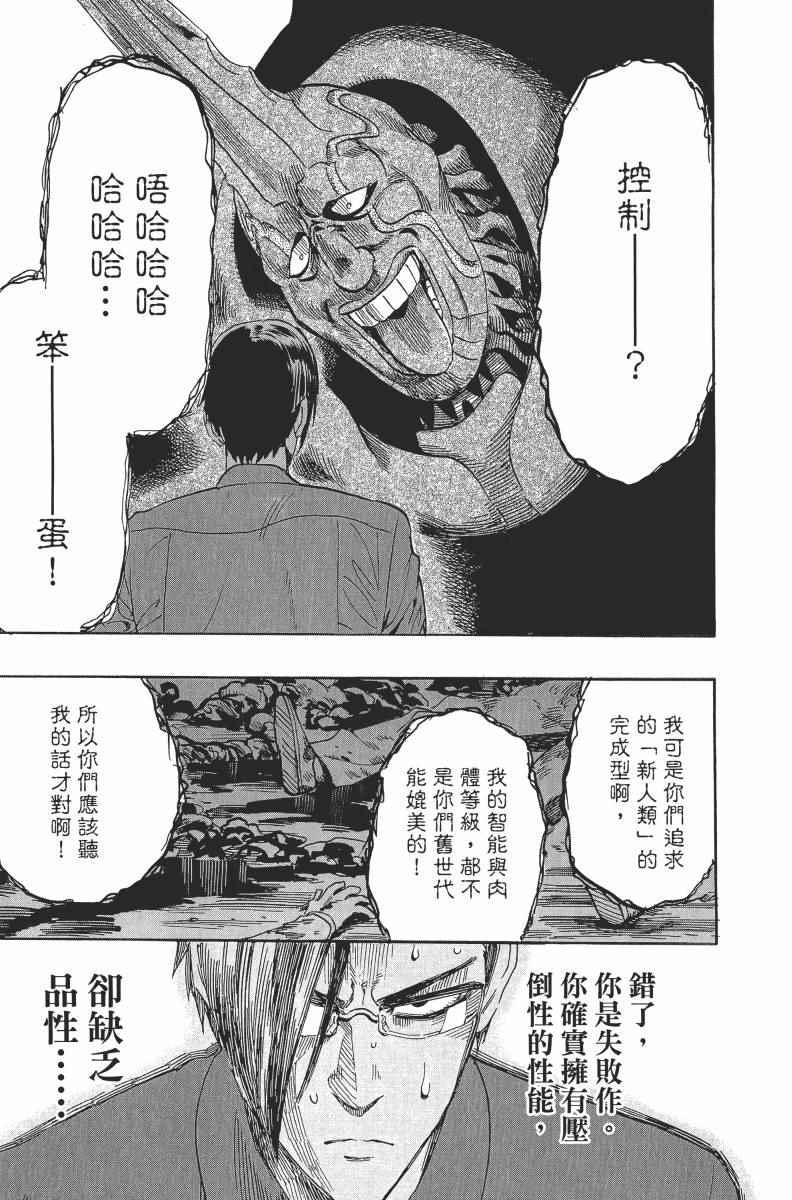 控制——？
唔哈哈哈
哈哈哈…
笨——蛋！
我可是你們追求
的「新人類」的
完成型啊，
我的智能與肉
體等級，都不
是你們舊世代
能媲美的！
所以你們應該聽
我的話才對啊！
錯了，
你是失敗作。
你確實擁有壓
倒性的性能，
卻缺乏
品性……